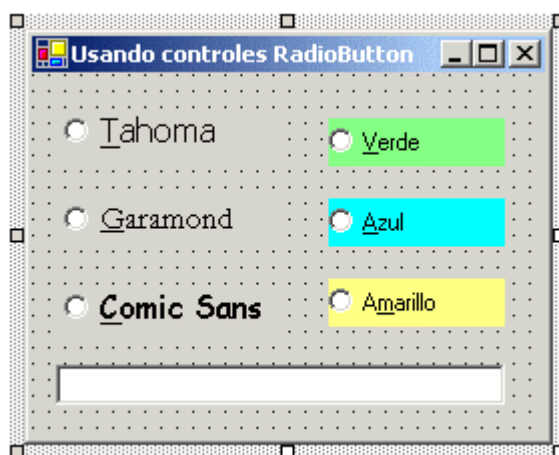 Usando controles RadioButton
Tahoma
Verde
Garamond
Azul
Comic Sans
Amarillo